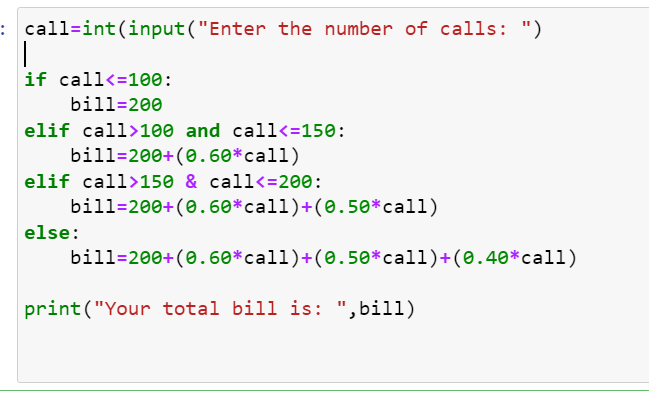 : call=int(input("Enter the number of calls: ")
if call<=100:
    bill=200
elif call>100 and call<=150:
    bill=200+(0.60*call)
elif call>150 & call<=200:
    bill=200+(0.60*call)+(0.50*call)
else:
    bill=200+(0.60*call)+(0.50*call)+(0.40*call)
print("Your total bill is: ",bill)